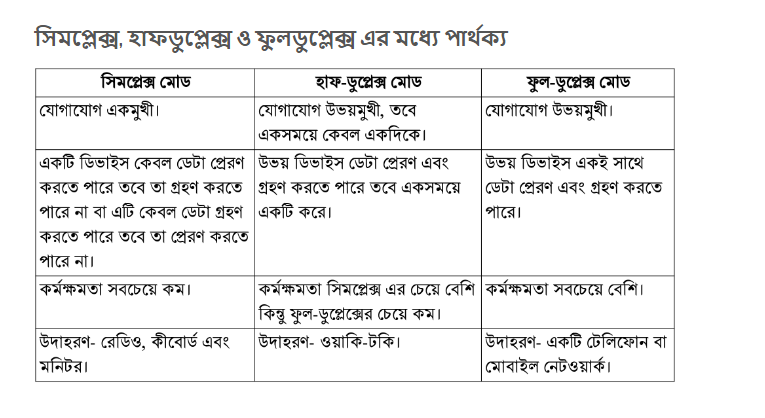 সিমপ্লেক্স, হাফডুপ্লেক্স ও ফুলডুপ্লেক্স এর মধ্যে পার্থক্য
সিমপ্লেক্স মোড
হাফ-ডুপ্লেক্স মোড
ফুল-ডুপ্লেক্স মোড
যোগাযোগ একমুখী।
যোগাযোগ উভয়মুখী, তবে
একসময়ে কেবল একদিকে।
যোগাযোগ উভয়মুখী।
একটি ডিভাইস কেবল ডেটা প্রেরণ
করতে পারে তবে তা গ্রহণ করতে
পারে না বা এটি কেবল ডেটা গ্রহণ
করতে পারে তবে তা প্রেরণ করতে
পারে না।
উভয় ডিভাইস ডেটা প্রেরণ এবং
গ্রহণ করতে পারে তবে একসময়ে
একটি করে।
উভয় ডিভাইস একই সাথে
ডেটা প্রেরণ এবং গ্রহণ করতে
পারে।
কর্মক্ষমতা সবচেয়ে কম।
কর্মক্ষমতা সিমপ্লেক্স এর চেয়ে বেশি
কিন্তু ফুল-ডুপ্লেক্সের চেয়ে কম।
কর্মক্ষমতা সবচেয়ে বেশি।
উদাহরণ- রেডিও, কীবোর্ড এবং
মনিটর।
উদাহরণ- ওয়াকি-টকি।
উদাহরণ- একটি টেলিফোন বা
মোবাইল নেটওয়ার্ক।